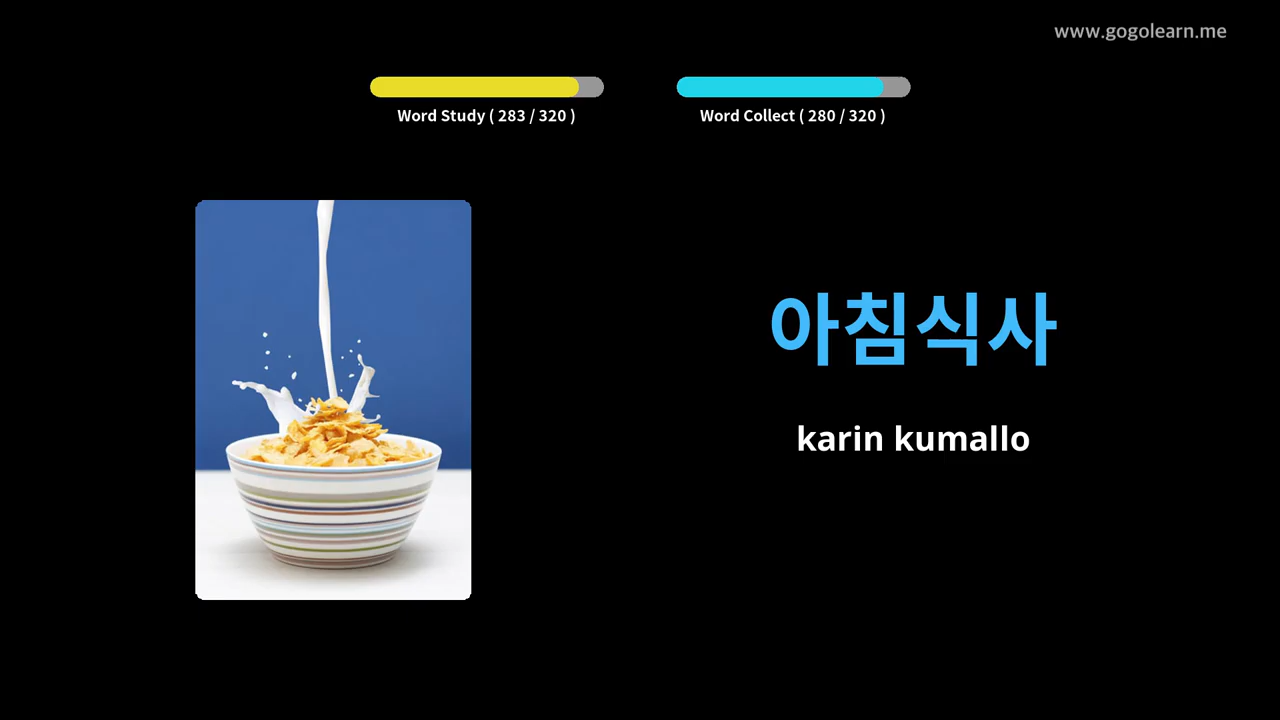 www.gogolearn.me
Word Study ( 283 / 320 )
Word Collect ( 280 / 320 )
아침식사
karin kumallo